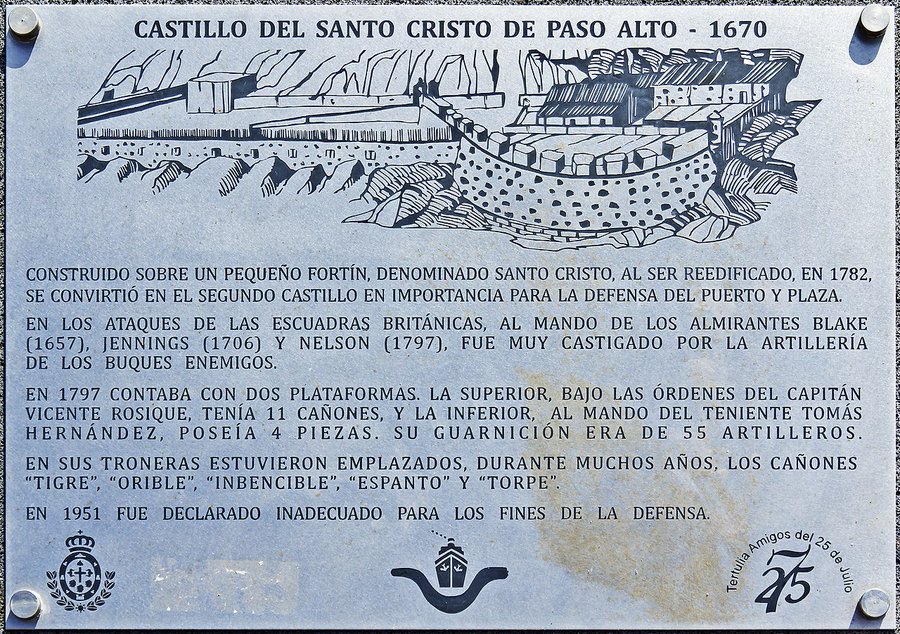 CASTILLO DEL SANTO CRISTO DE PASO ALTO - 1670
CONSTRUIDO SOBRE UN PEQUEÑO FORTÍN, DENOMINADO SANTO CRISTO, AL SER REEDIFICADO, EN 1782,
SE CONVIRTIÓ EN EL SEGUNDO CASTILLO EN IMPORTANCIA PARA LA DEFENSA DEL PUERTO Y PLAZA.
EN LOS ATAQUES DE LAS ESCUADRAS BRITÁNICAS, AL MANDO DE LOS ALMIRANTES BLAKE
(1657), JENNINGS (1706) Y NELSON (1797), FUE MUY CASTIGADO POR LA ARTILLERÍA
DE LOS BUQUES ENEMIGOS.
EN 1797 CONTABA CON DOS PLATAFORMAS. LA SUPERIOR, BAJO LAS ÓRDENES DEL CAPITÁN
VICENTE ROSIQUE, TENÍA 11 CAÑONES, Y LA INFERIOR, AL MANDO DEL TENIENTE TOMÁS
HERNÁNDEZ, POSEÍA 4 PIEZAS. SU GUARNICIÓN ERA DE 55 ARTILLEROS.
EN SUS TRONERAS ESTUVIERON EMPLAZADOS, DURANTE MUCHOS AÑOS, LOS CAÑONES
“TIGRE”, “ORIBLE”, “INBENCIBLE”, “ESPANTO” Y “TORPE”.
EN 1951 FUE DECLARADO INADECUADO PARA LOS FINES DE LA DEFENSA.
Tertulia Amigos del 25 de Julio
25